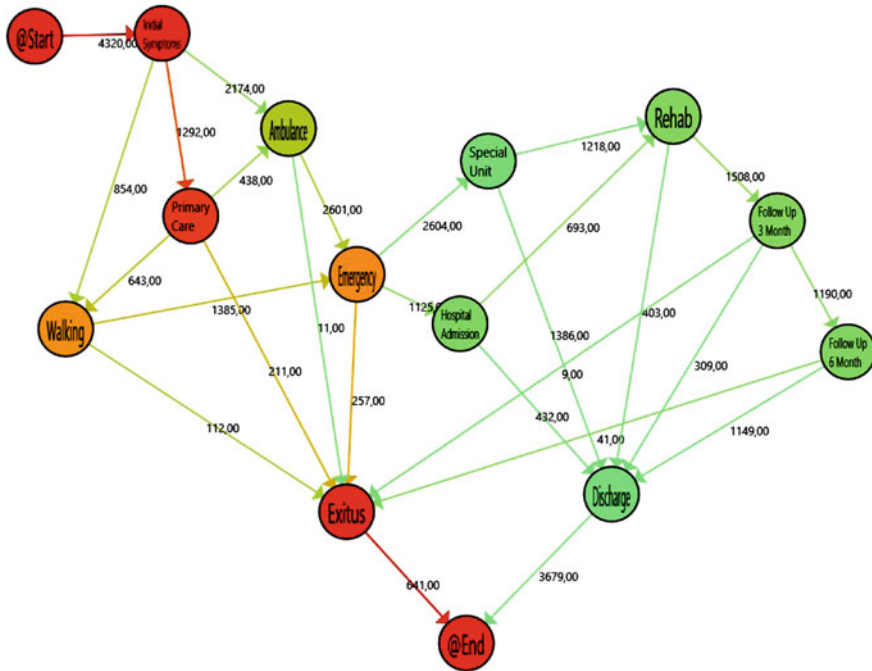 @Start
4320,00
Initial
Symptoms
2174,00
1292,00
854,00
Ambulance
438,00
Primary
Care
2601,00
643,00
Walking
1385,00
Emergency
211,00
11,00
257,00
112,00
Exitus
641,00
@End
Special
Unit
2604,00
1218,00
Rehab
1508,00
693,00
1125,0
Hospital
Admission
Follow Up
3 Month
1190,00
Follow Up
6 Month
1386,00
403,00
9,00
309,00
432,00
41,00
1149,00
Discharge
3679,00